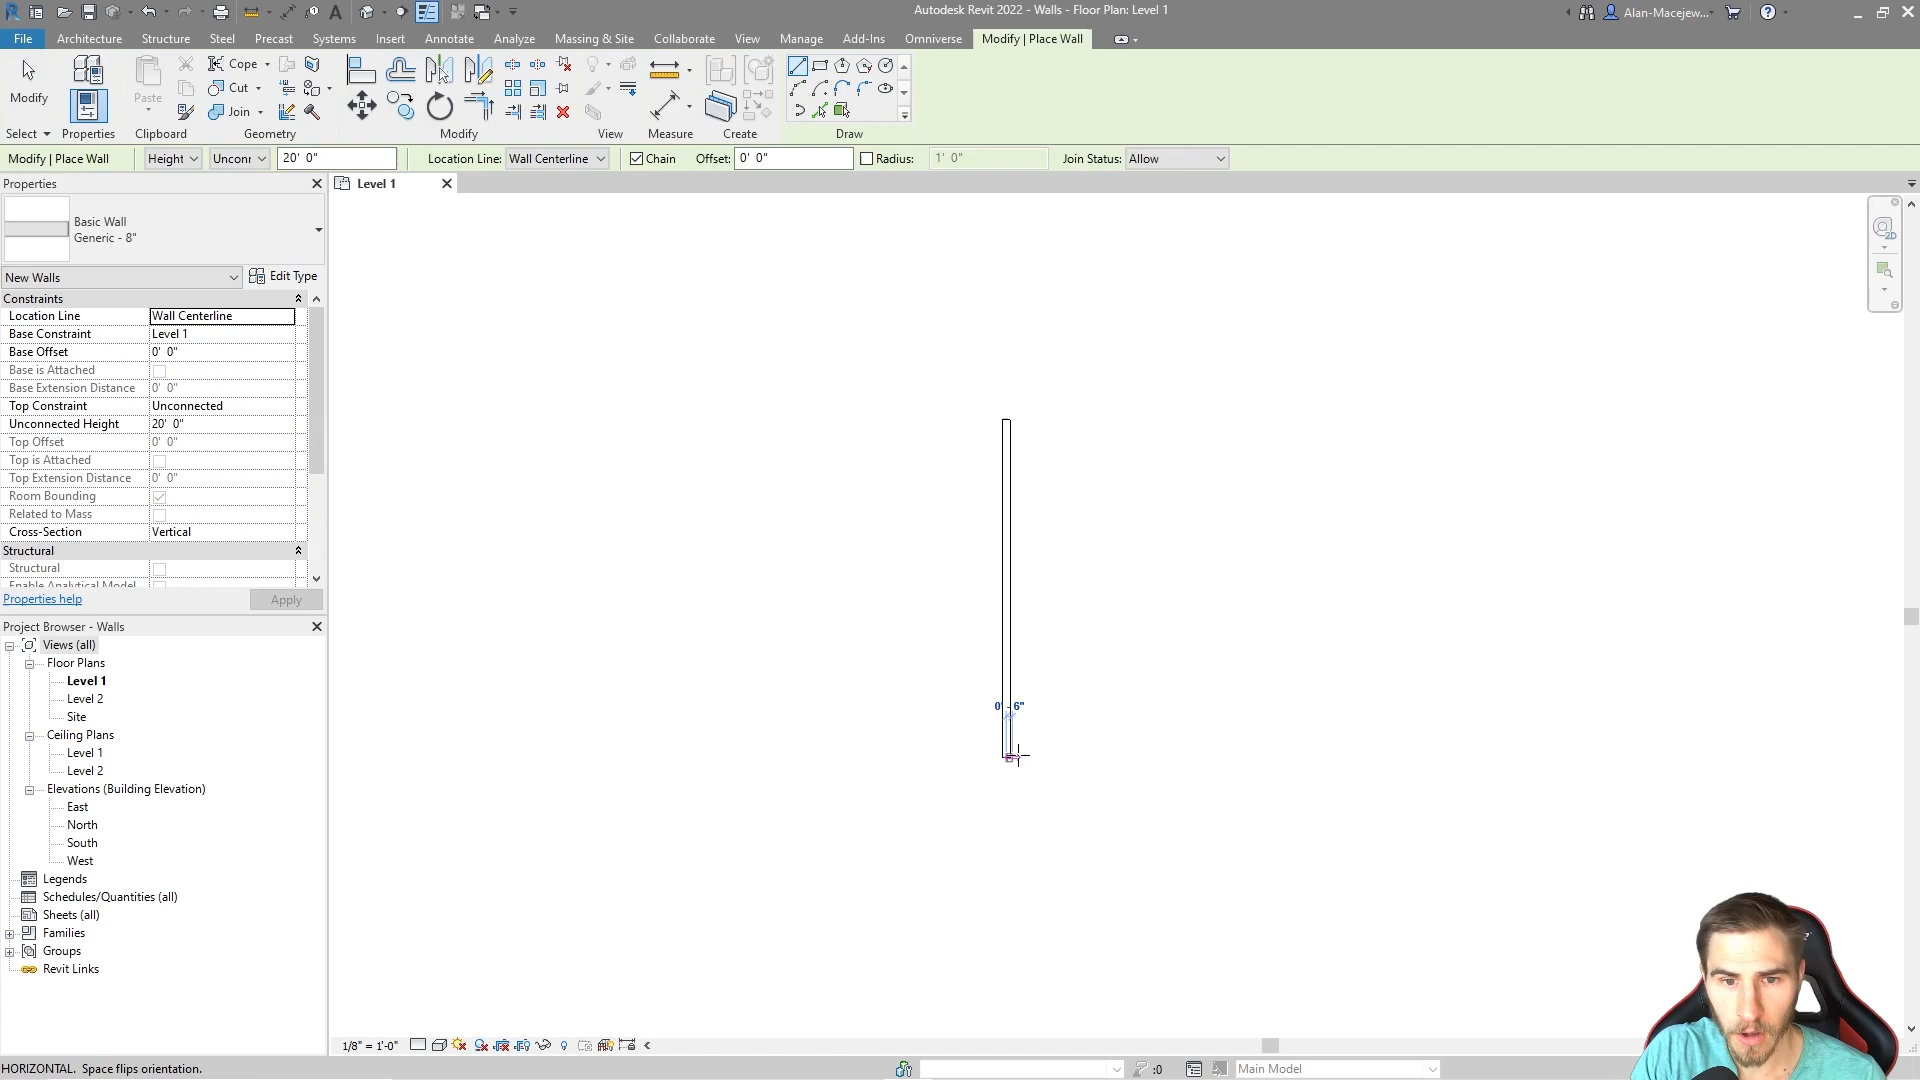 Autodesk Revit 2022 - Walls - Floor Plan: Level 1
Alan-Macejew...
File Architecture Structure Steel Precast Systems Insert Annotate Analyze Massing & Site Collaborate View Manage Add-Ins Omniverse Modify | Place Wall
Modify
Paste
Cope
Cut
Join
Select Properties Clipboard Geometry Modify View Measure Create Draw
Modify | Place Wall Height Unconr 20' 0" Location Line: Wall Centerline Chain Offset: 0' 0" Radius: 1' 0" Join Status: Allow
Properties
Level 1
Basic Wall
Generic - 8"
New Walls Edit Type
Constraints
Location Line Wall Centerline
Base Constraint Level 1
Base Offset 0' 0"
Base is Attached
Base Extension Distance 0' 0"
Top Constraint Unconnected
Unconnected Height 20' 0"
Top Offset 0' 0"
Top is Attached
Top Extension Distance 0' 0"
Room Bounding
Related to Mass
Cross-Section Vertical
Structural
Structural
Enable Analytical Model
Properties help Apply
Project Browser - Walls
Views (all)
Floor Plans
Level 1
Level 2
Site
Ceiling Plans
Level 1
Level 2
Elevations (Building Elevation)
East
North
South
West
Legends
Schedules/Quantities (all)
Sheets (all)
Families
Groups
Revit Links
0' - 6"
2D
1/8" = 1'-0"
HORIZONTAL. Space flips orientation.
:0
Main Model